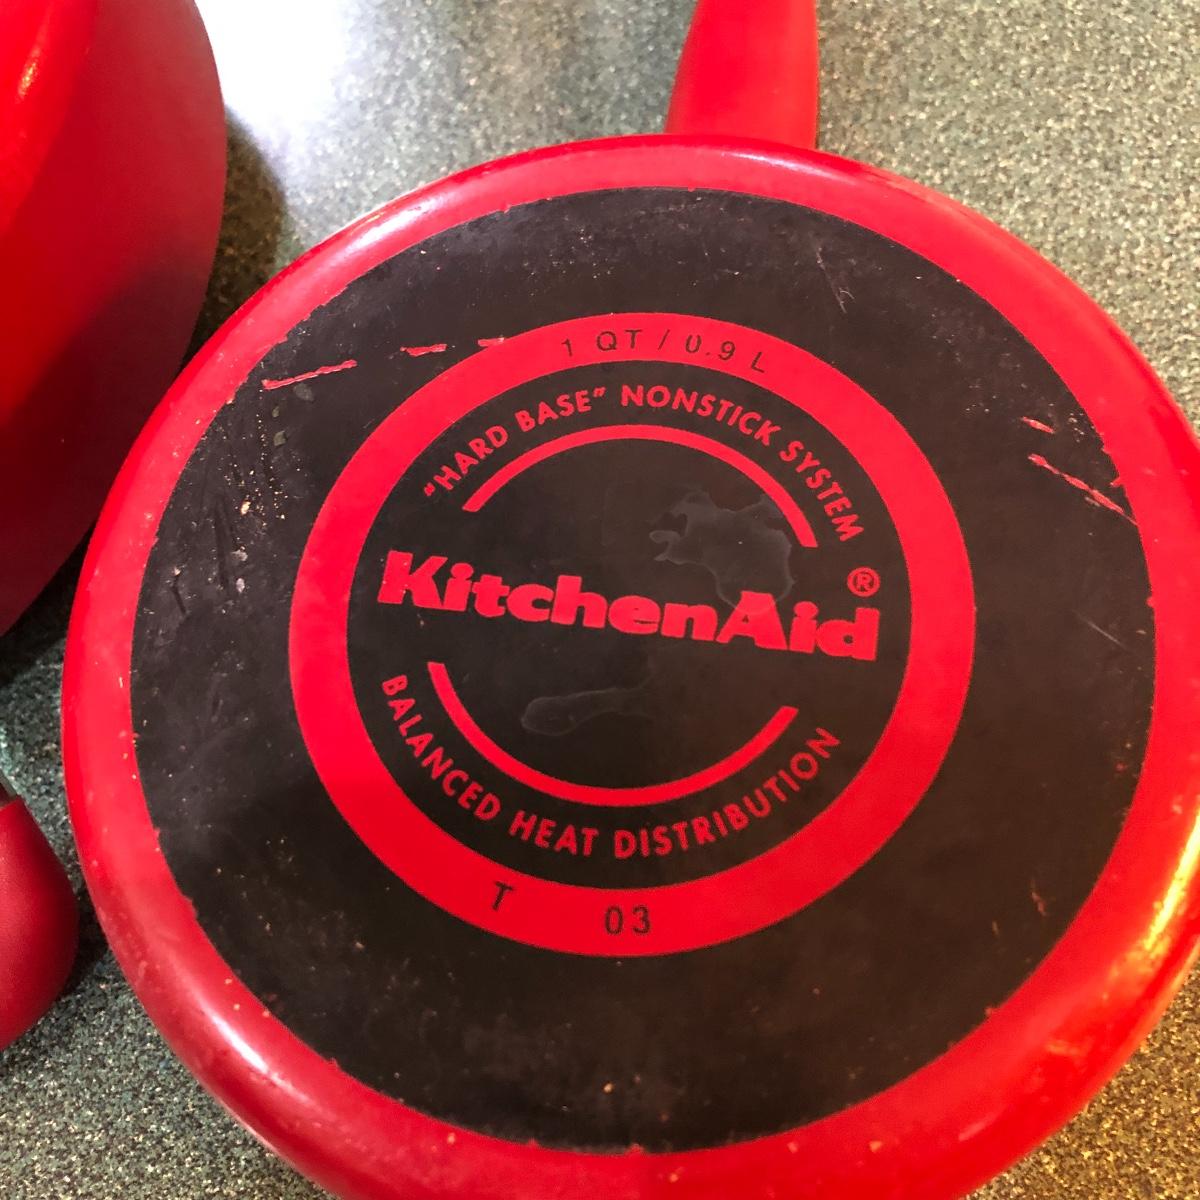 1 QT / 0.9 L
"HARD BASE" NONSTICK SYSTEM
KitchenAid®
BALANCED HEAT DISTRIBUTION
T 03